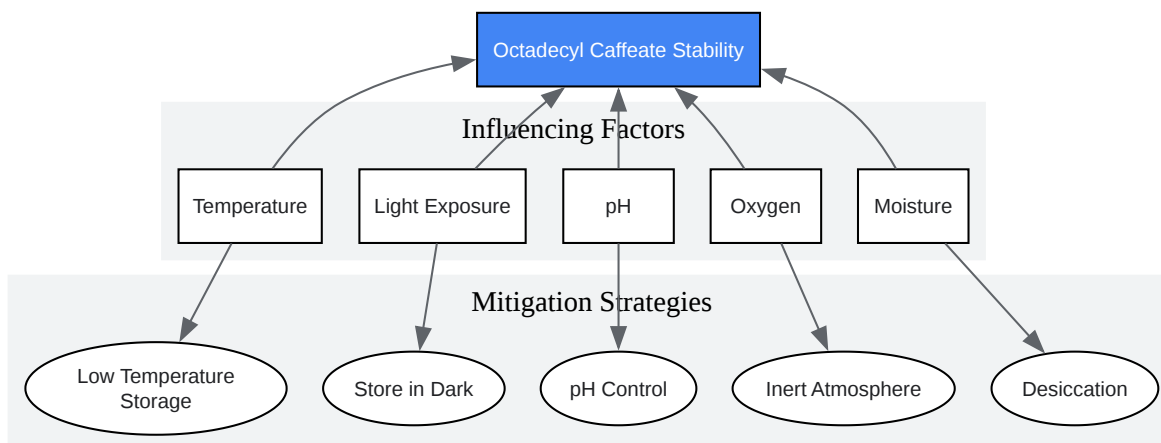 Octadecyl Caffeate Stability
Influencing Factors
Temperature
Light Exposure
pH
Oxygen
Moisture
Mitigation Strategies
Low Temperature
Storage
Store in Dark
pH Control
Inert Atmosphere
Desiccation